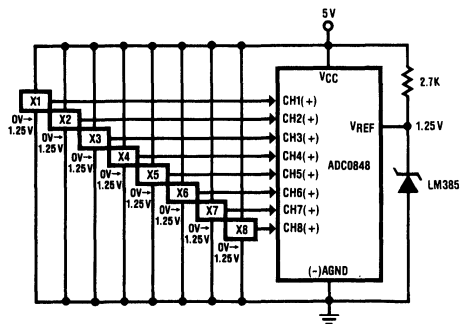 5V
VCC
2.7K
X1
0V→
1.25V
CH1(+)
X2
0V→
1.25V
CH2(+)
X3
0V→
1.25V
CH3(+)
VREF
1.25V
X4
0V→
1.25V
CH4(+)
ADC0848
X5
0V→
1.25V
CH5(+)
LM385
X6
0V→
1.25V
CH6(+)
X7
0V→
1.25V
CH7(+)
X8
0V→
1.25V
CH8(+)
(-)AGND